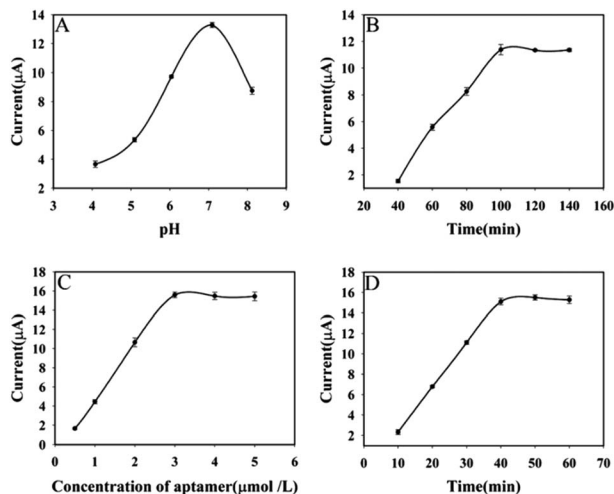 A
Current(μA)
14
12
10
8
6
4
2
3 4 5 6 7 8 9
pH
B
Current(μA)
14
12
10
8
6
4
2
20 40 60 80 100 120 140 160
Time(min)
C
Current(μA)
18
16
14
12
10
8
6
4
2
0
0 1 2 3 4 5 6
Concentration of aptamer(μmol /L)
D
Current(μA)
18
16
14
12
10
8
6
4
2
0 10 20 30 40 50 60 70
Time(min)